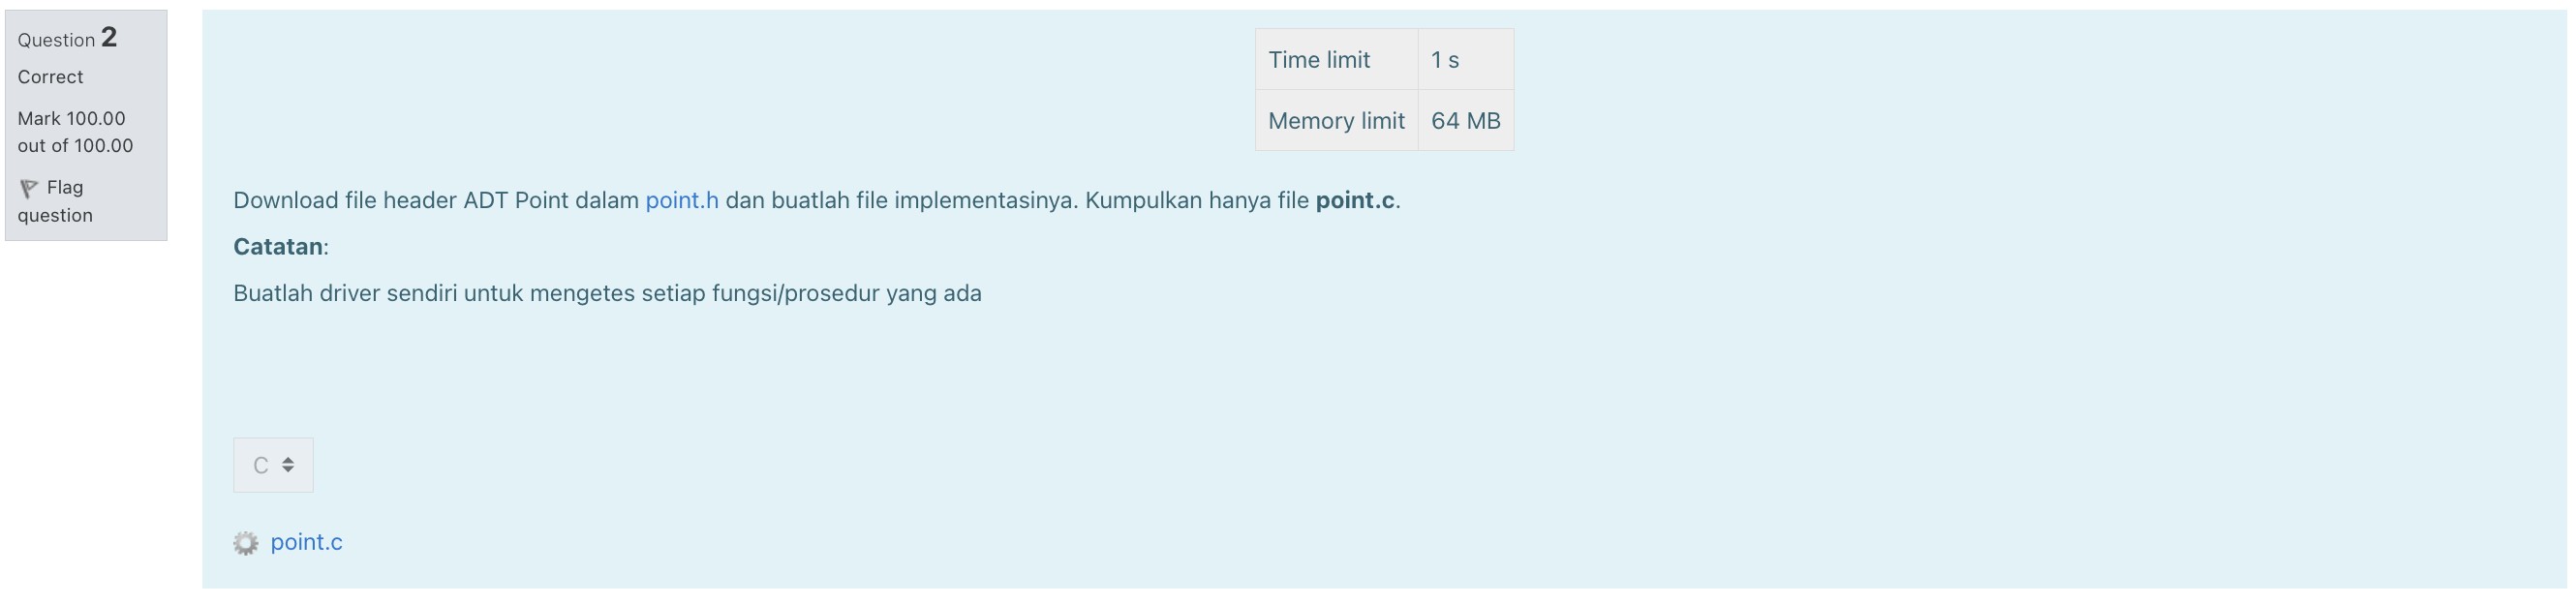 Question 2
Correct
Mark 100.00
out of 100.00
Flag
question
Time limit 1 s
Memory limit 64 MB
Download file header ADT Point dalam point.h dan buatlah file implementasinya. Kumpulkan hanya file point.c.
Catatan:
Buatlah driver sendiri untuk mengetes setiap fungsi/prosedur yang ada
C
point.c